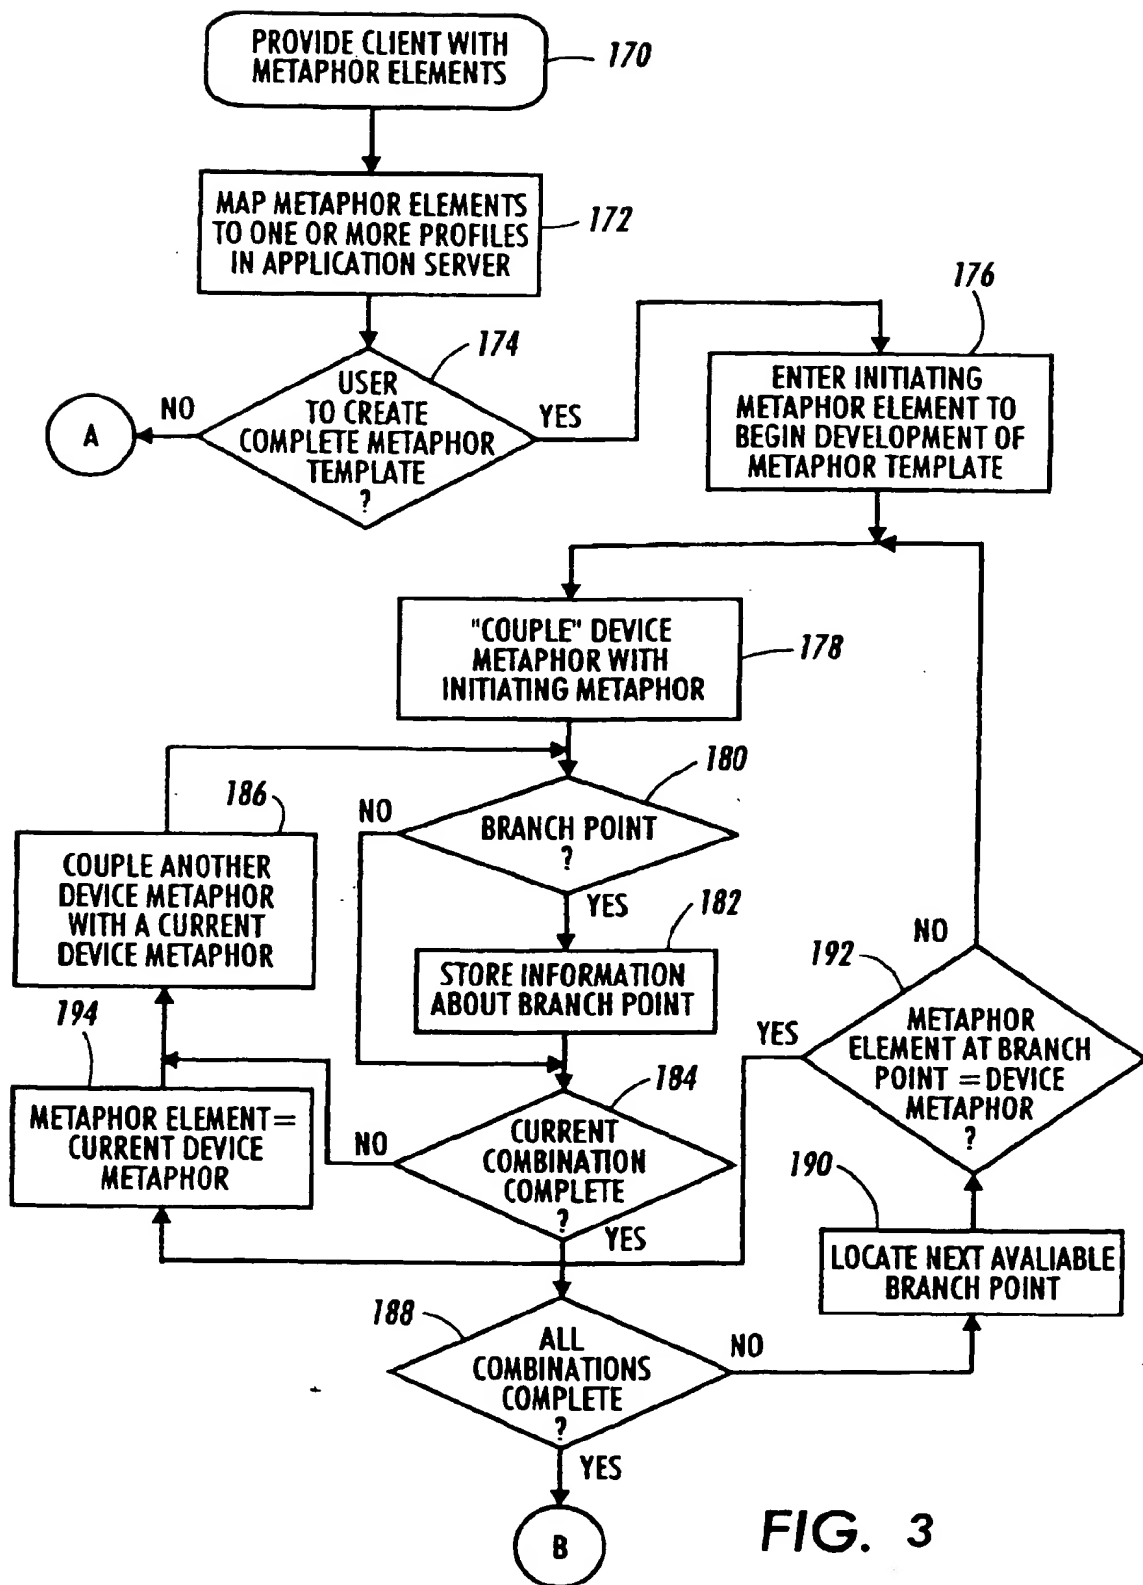 PROVIDE CLIENT WITH
METAPHOR ELEMENTS
170
MAP METAPHOR ELEMENTS
TO ONE OR MORE PROFILES
IN APPLICATION SERVER
172
174
USER
TO CREATE
COMPLETE METAPHOR
TEMPLATE
?
NO
A
YES
176
ENTER INITIATING
METAPHOR ELEMENT TO
BEGIN DEVELOPMENT OF
METAPHOR TEMPLATE
"COUPLE" DEVICE
METAPHOR WITH
INITIATING METAPHOR
178
180
BRANCH POINT
?
NO
YES
186
COUPLE ANOTHER
DEVICE METAPHOR
WITH A CURRENT
DEVICE METAPHOR
182
STORE INFORMATION
ABOUT BRANCH POINT
194
METAPHOR ELEMENT=
CURRENT DEVICE
METAPHOR
184
CURRENT
COMBINATION
COMPLETE
?
NO
YES
192
METAPHOR
ELEMENT AT BRANCH
POINT = DEVICE
METAPHOR
?
NO
YES
190
LOCATE NEXT AVALIABLE
BRANCH POINT
188
ALL
COMBINATIONS
COMPLETE
?
NO
YES
B
FIG. 3